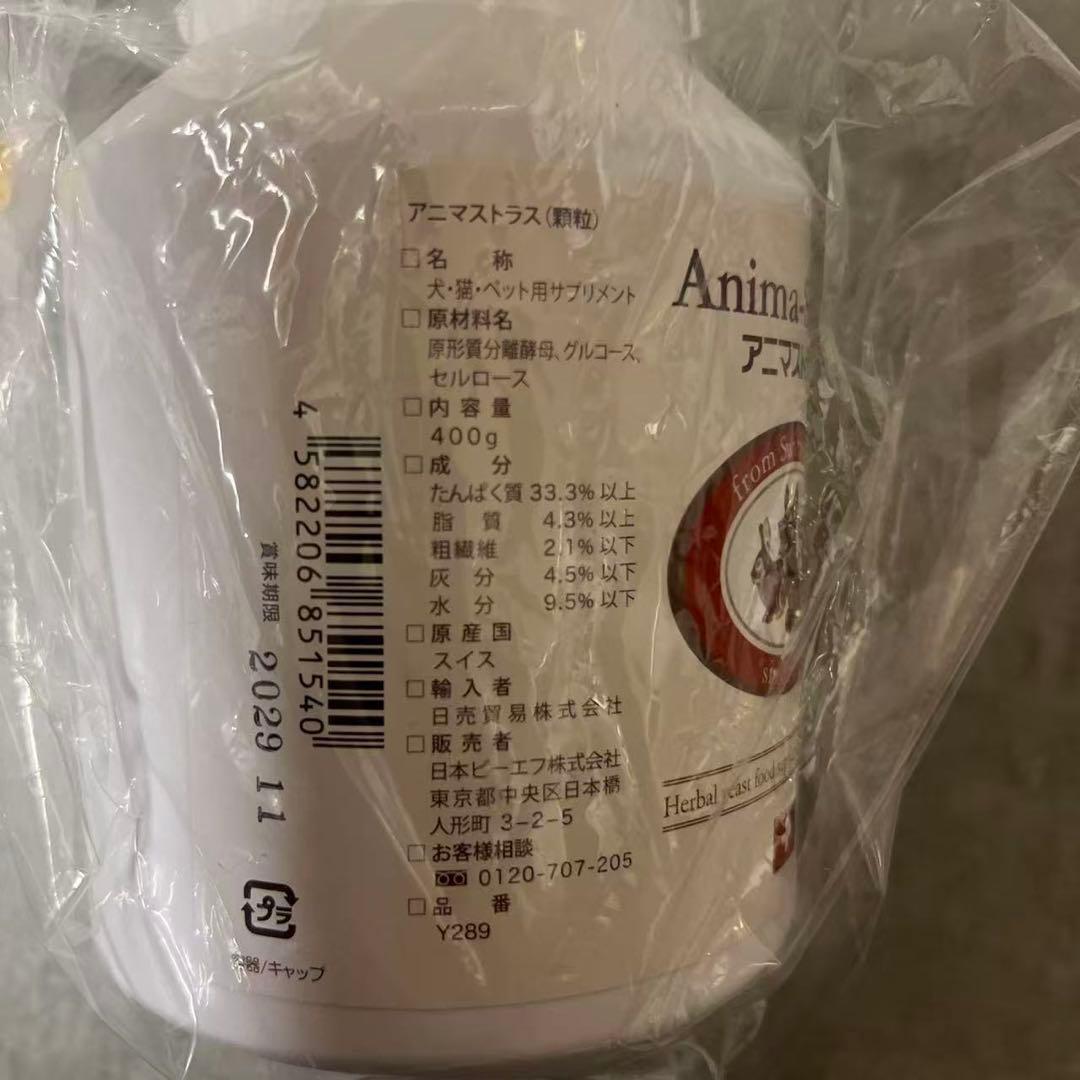 アニマストラス(顆粒)
□名 称
犬・猫・ペット用サプリメント
□原材料名
原形質分離酵母、グルコース、
セルロース
□内容量
400g
□成 分
たんぱく質 33.3% 以上
脂 質 4.3% 以上
粗繊維 2.1% 以下
灰 分 4.5% 以下
水 分 9.5% 以下
□原産国
スイス
□輸入者
日売貿易株式会社
□販売者
日本ビーエフ株式会社
東京都中央区日本橋
人形町 3-2-5
□お客様相談
0120-707-205
□品 番
Y289
4 582206 851540
賞味期限 2029 11
プラ
容器/キャップ
Anima-
アニマス
from
Herbal yeast food